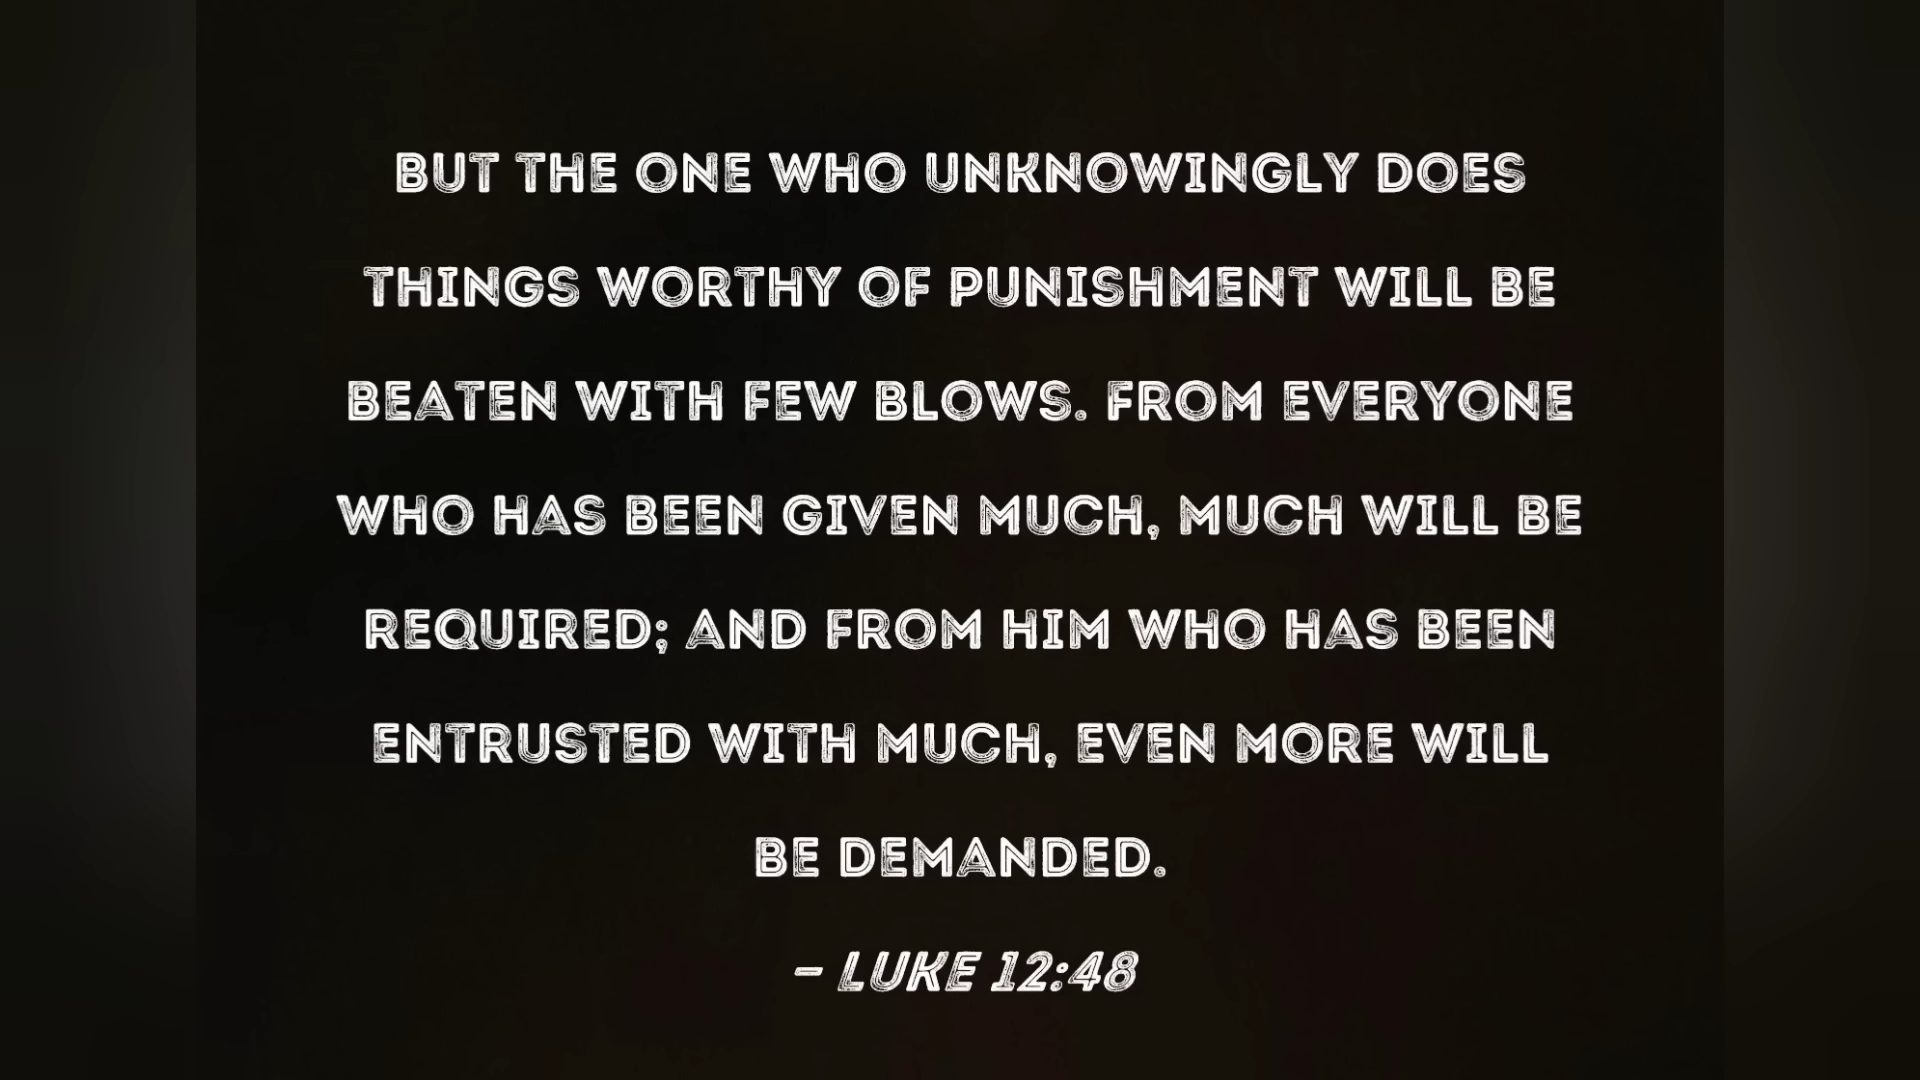 BUT THE ONE WHO UNKNOWINGLY DOES
THINGS WORTHY OF PUNISHMENT WILL BE
BEATEN WITH FEW BLOWS. FROM EVERYONE
WHO HAS BEEN GIVEN MUCH, MUCH WILL BE
REQUIRED; AND FROM HIM WHO HAS BEEN
ENTRUSTED WITH MUCH, EVEN MORE WILL
BE DEMANDED.
– LUKE 12:48